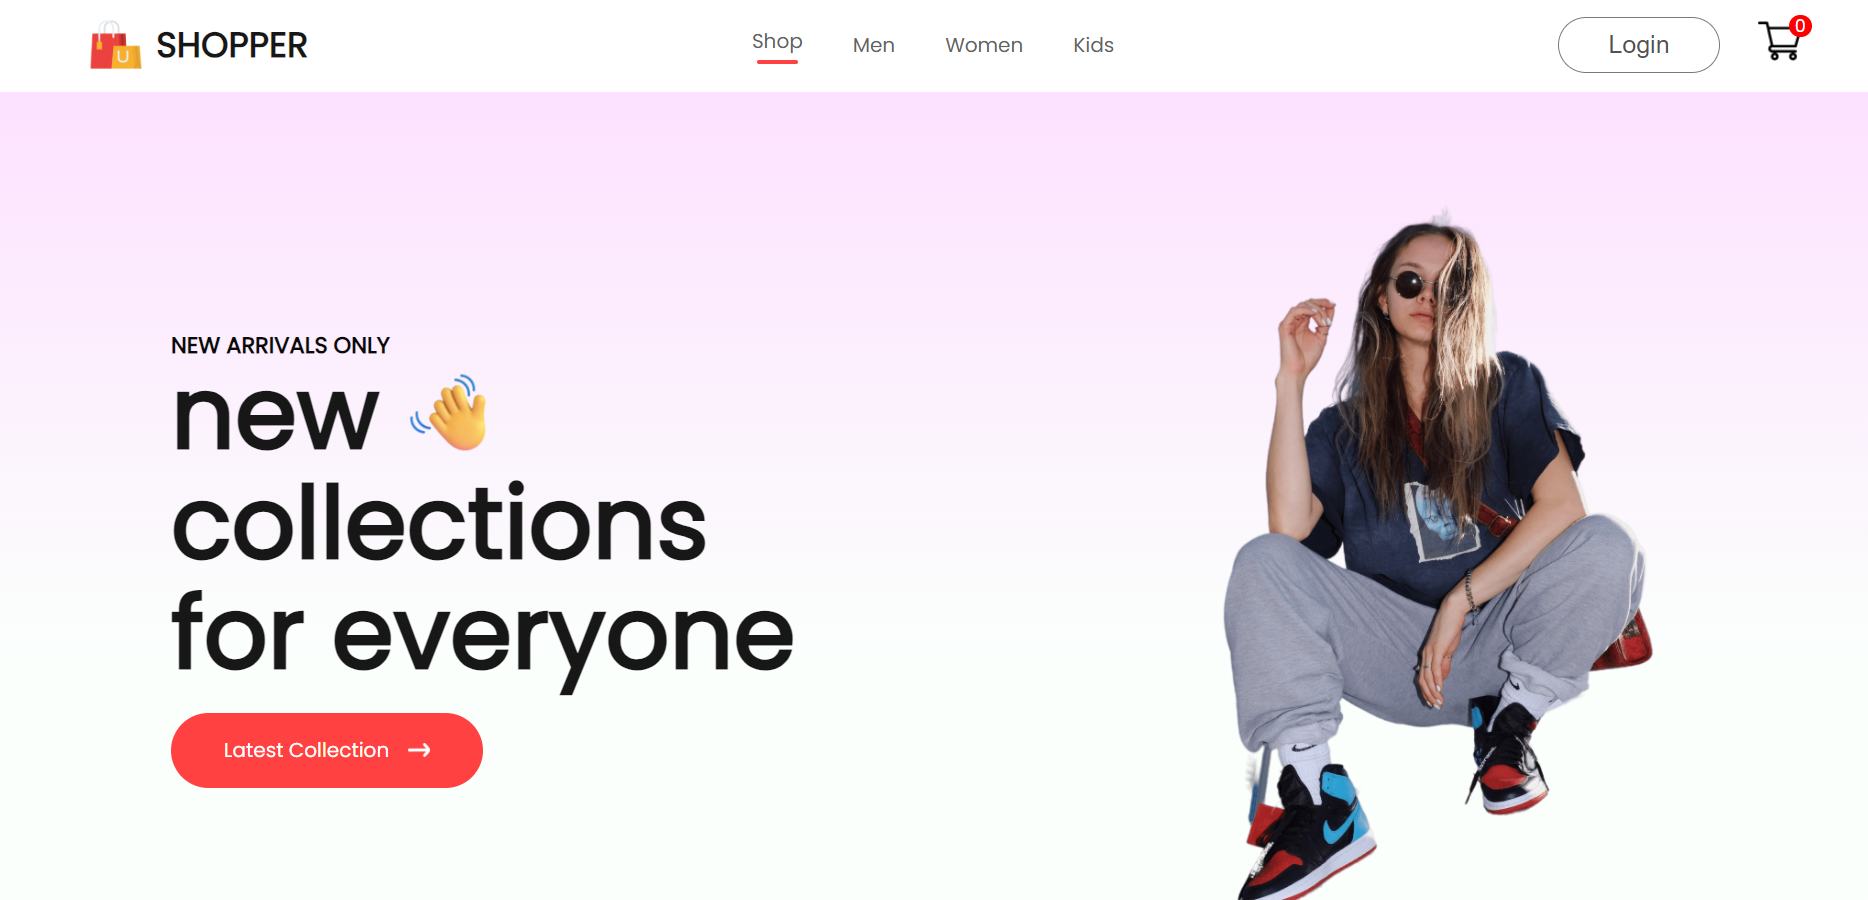 SHOPPER
Shop
Men
Women
Kids
Login
0
U
NEW ARRIVALS ONLY
new 👋
collections
for everyone
Latest Collection →